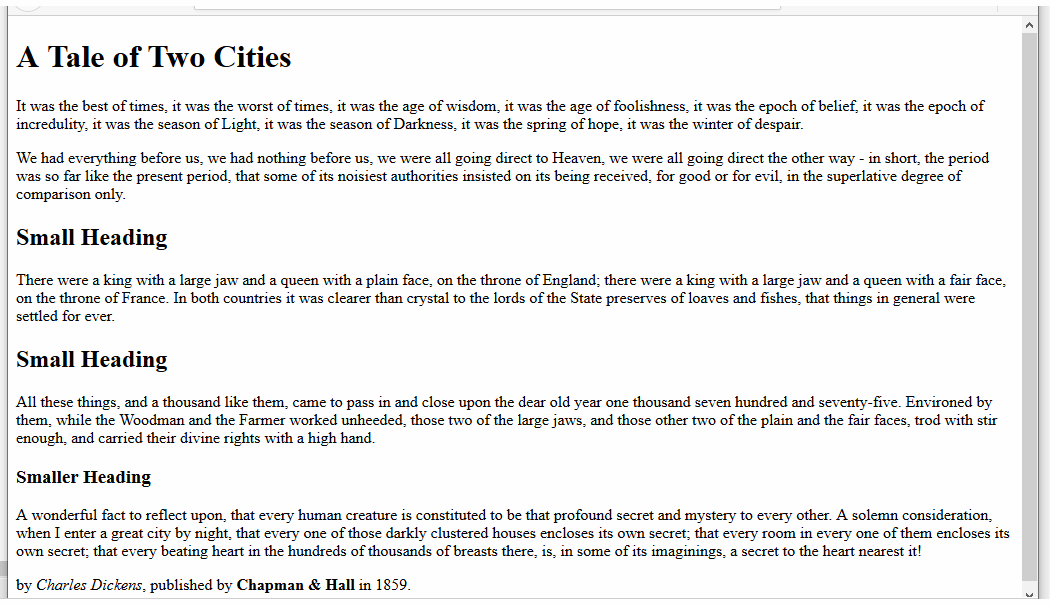 A Tale of Two Cities
It was the best of times, it was the worst of times, it was the age of wisdom, it was the age of foolishness, it was the epoch of belief, it was the epoch of
incredulity, it was the season of Light, it was the season of Darkness, it was the spring of hope, it was the winter of despair.
We had everything before us, we had nothing before us, we were all going direct to Heaven, we were all going direct the other way - in short, the period
was so far like the present period, that some of its noisiest authorities insisted on its being received, for good or for evil, in the superlative degree of
comparison only.
Small Heading
There were a king with a large jaw and a queen with a plain face, on the throne of England; there were a king with a large jaw and a queen with a fair face,
on the throne of France. In both countries it was clearer than crystal to the lords of the State preserves of loaves and fishes, that things in general were
settled for ever.
Small Heading
All these things, and a thousand like them, came to pass in and close upon the dear old year one thousand seven hundred and seventy-five. Environed by
them, while the Woodman and the Farmer worked unheeded, those two of the large jaws, and those other two of the plain and the fair faces, trod with stir
enough, and carried their divine rights with a high hand.
Smaller Heading
A wonderful fact to reflect upon, that every human creature is constituted to be that profound secret and mystery to every other. A solemn consideration,
when I enter a great city by night, that every one of those darkly clustered houses encloses its own secret; that every room in every one of them encloses its
own secret; that every beating heart in the hundreds of thousands of breasts there, is, in some of its imaginings, a secret to the heart nearest it!
by Charles Dickens, published by Chapman & Hall in 1859.